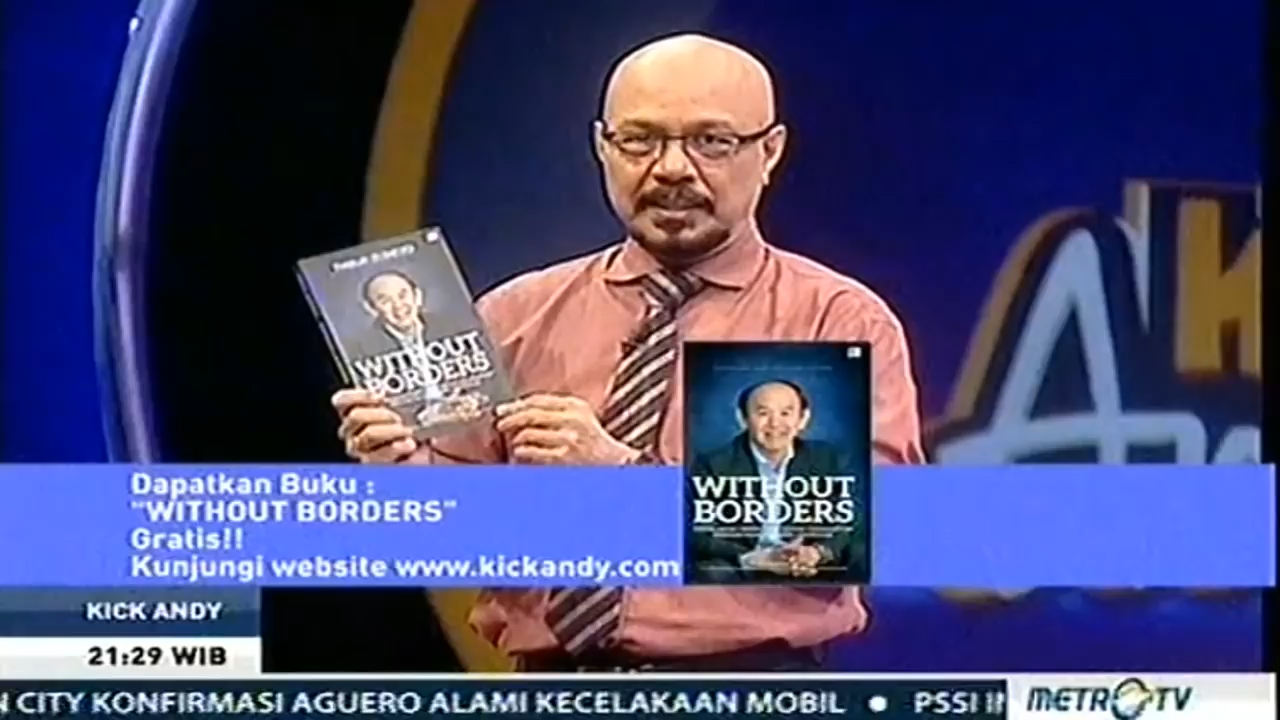 WITHOUT
BORDERS
WITHOUT
BORDERS
Dapatkan Buku :
"WITHOUT BORDERS"
Gratis!!
Kunjungi website www.kickandy.com
KICK ANDY
21:29 WIB
N CITY KONFIRMASI AGUERO ALAMI KECELAKAAN MOBIL • PSSI
METRO TV